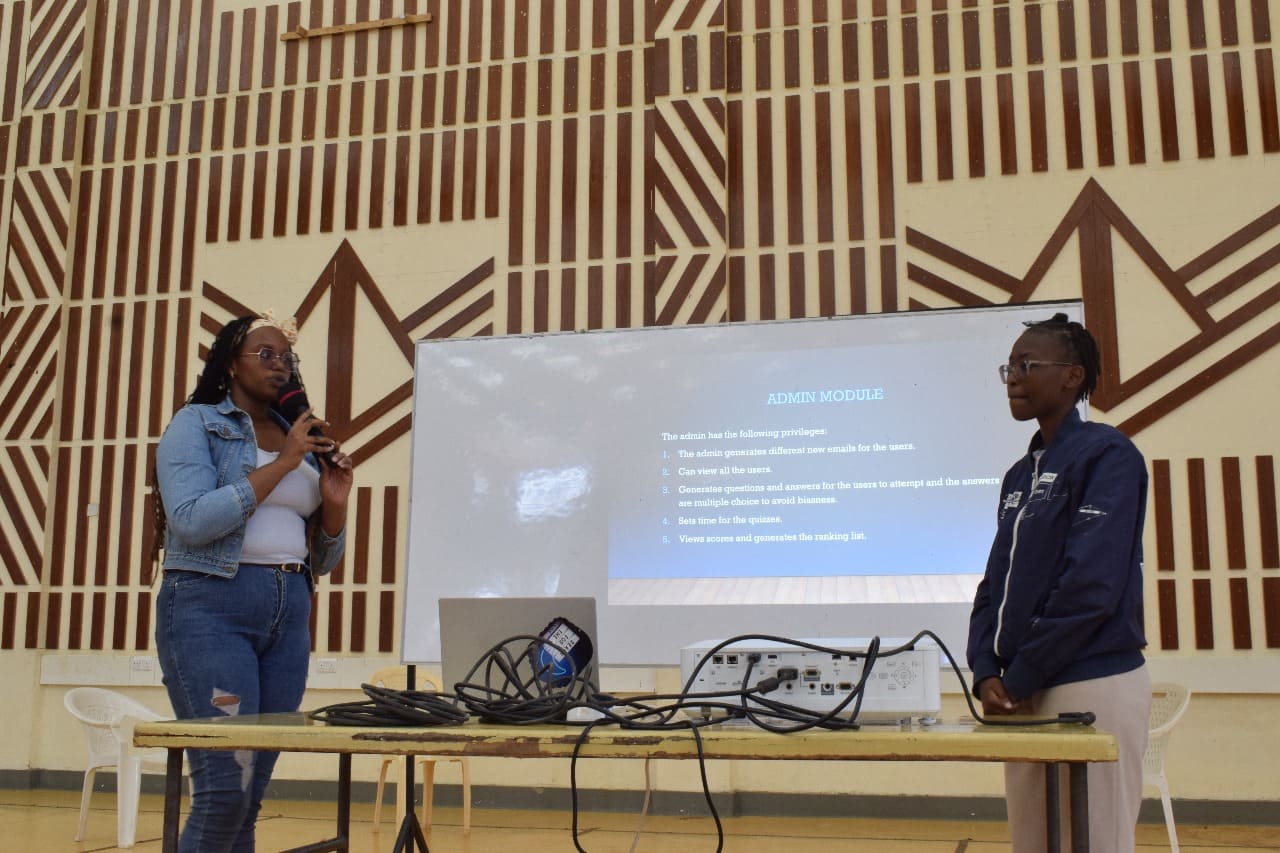 ADMIN MODULE
The admin has the following privileges:
1. The admin generates different new emails for the users.
2. Can view all the users.
3. Generates questions and answers for the users to attempt and the answers
are multiple choice to avoid biasness.
4. Sets time for the quizzes.
5. Views scores and generates the ranking list.